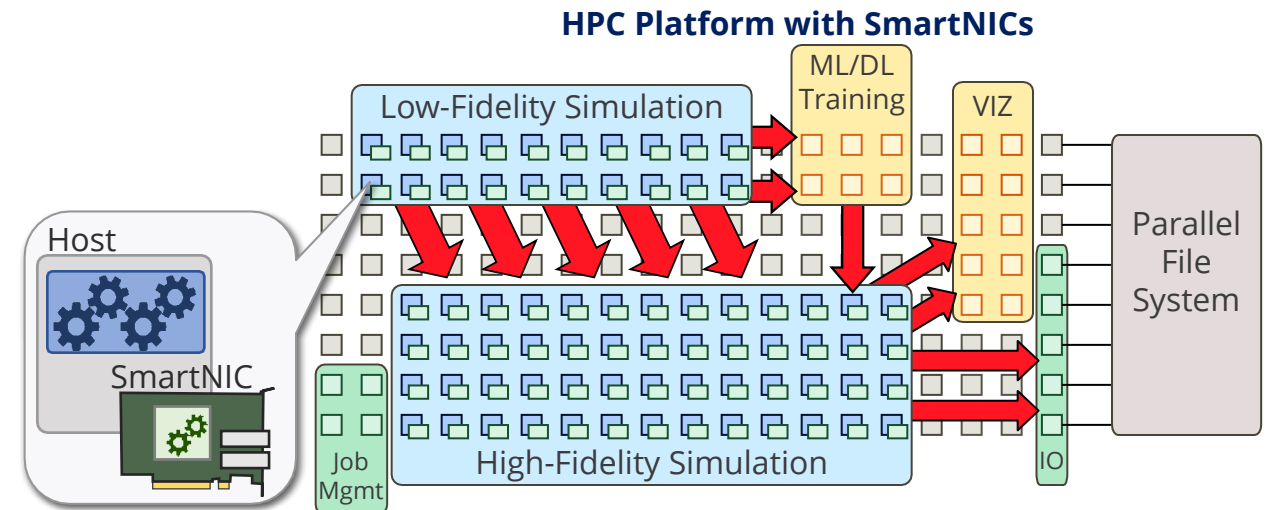 HPC Platform with SmartNICs
Low-Fidelity Simulation
ML/DL
Training
VIZ
Host
SmartNIC
Parallel
File
System
Job
Mgmt
High-Fidelity Simulation
IO